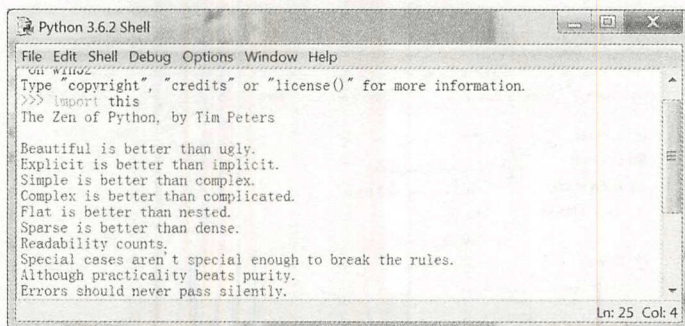 Python 3.6.2 Shell
File Edit Shell Debug Options Window Help
on win32
Type "copyright", "credits" or "license()" for more information.
>>> import this
The Zen of Python, by Tim Peters
Beautiful is better than ugly.
Explicit is better than implicit.
Simple is better than complex.
Complex is better than complicated.
Flat is better than nested.
Sparse is better than dense.
Readability counts.
Special cases aren't special enough to break the rules.
Although practicality beats purity.
Errors should never pass silently.
Ln: 25 Col: 4